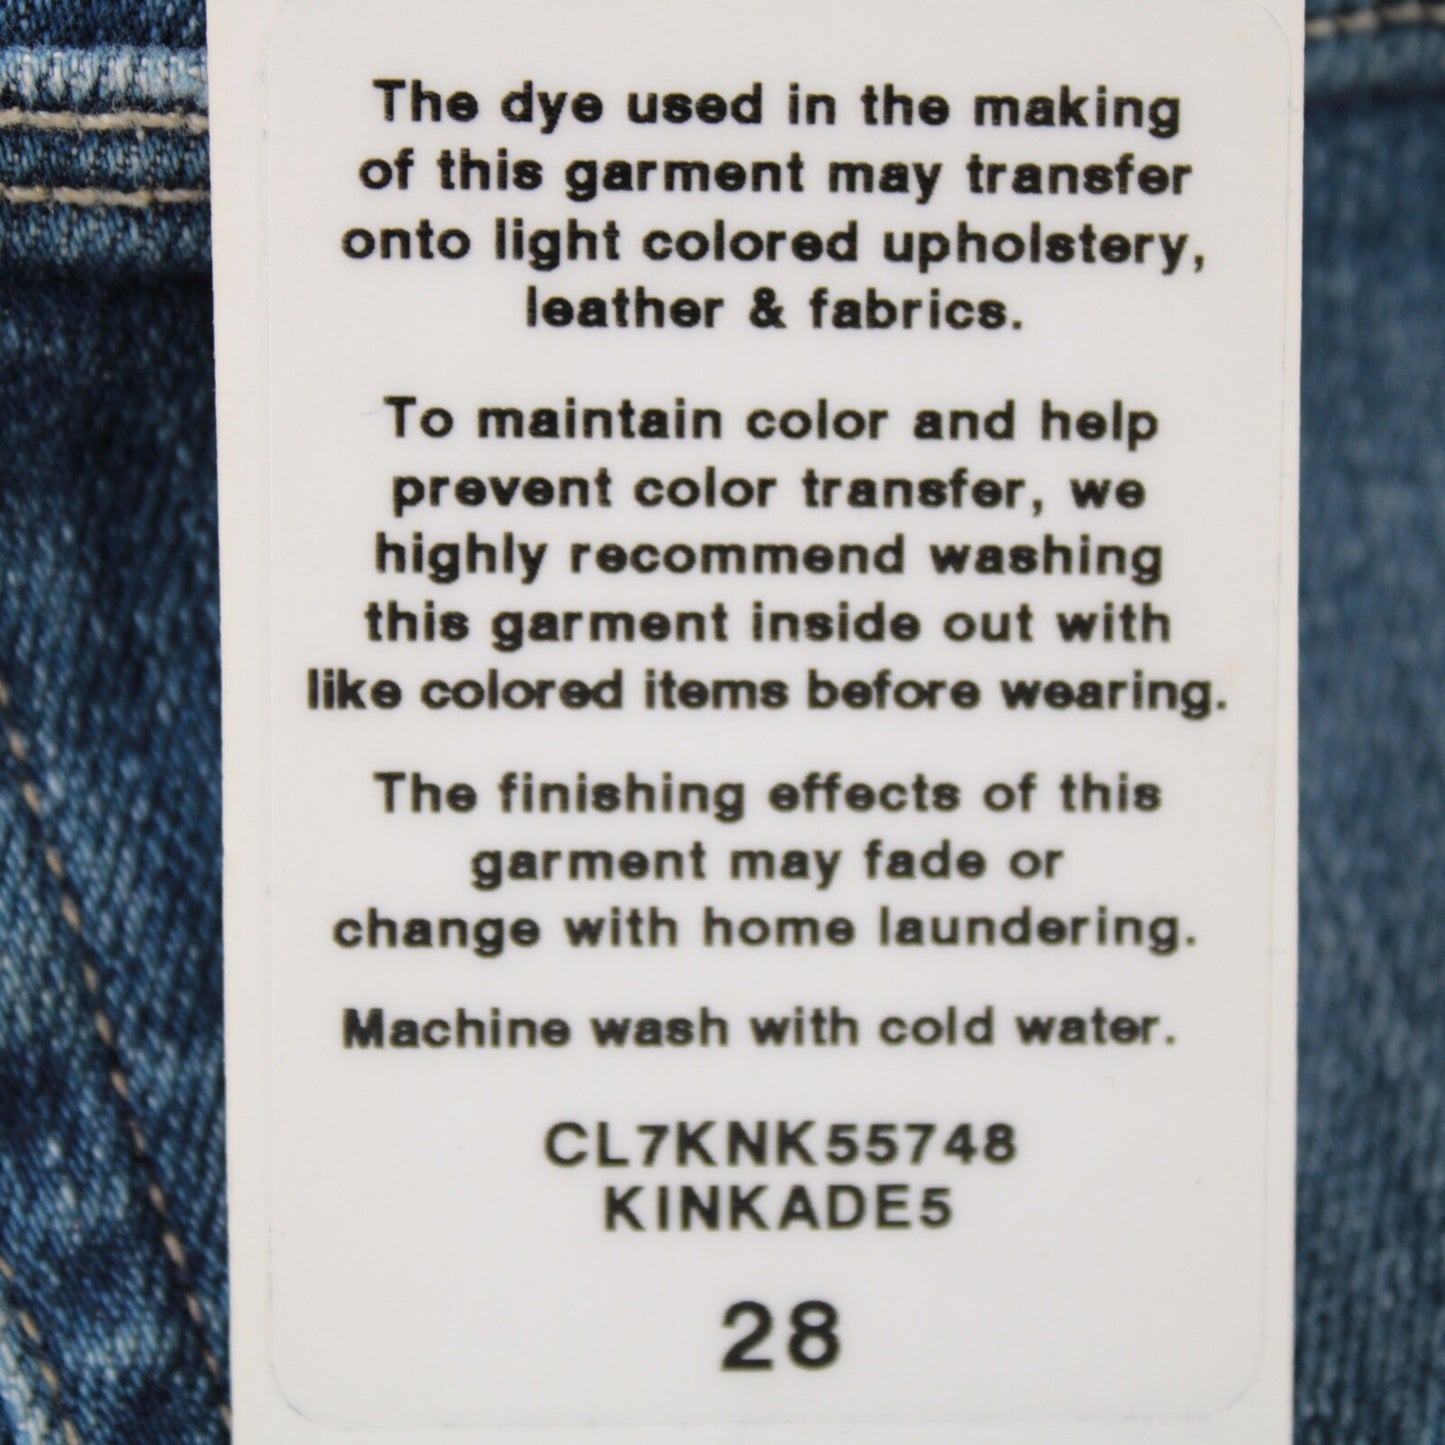 The dye used in the making
of this garment may transfer
onto light colored upholstery,
leather & fabrics.
To maintain color and help
prevent color transfer, we
highly recommend washing
this garment inside out with
like colored items before wearing.
The finishing effects of this
garment may fade or
change with home laundering.
Machine wash with cold water.
CL7KNK55748
KINKADE5
28